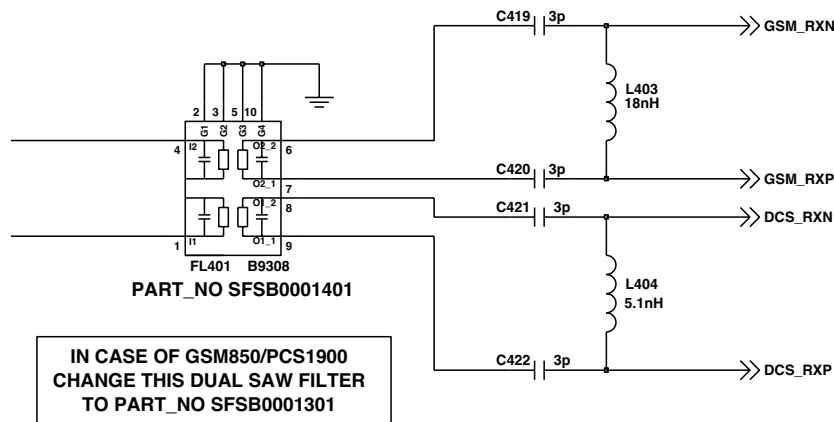 C419 3p
GSM_RXN
L403
18nH
2 3 5 10
G1 G2 G3 G4
4 I2 O2_2 6
C420 3p
GSM_RXP
O2_1 7
C421 3p
DCS_RXN
O1_2 8
1 I1 O1_1 9
L404
5.1nH
FL401 B9308
PART_NO SFSB0001401
C422 3p
DCS_RXP
IN CASE OF GSM850/PCS1900
CHANGE THIS DUAL SAW FILTER
TO PART_NO SFSB0001301